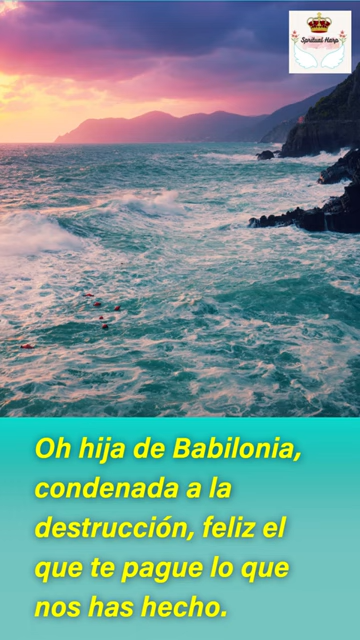 Spiritual Harp
Oh hija de Babilonia,
condenada a la
destrucción, feliz el
que te pague lo que
nos has hecho.